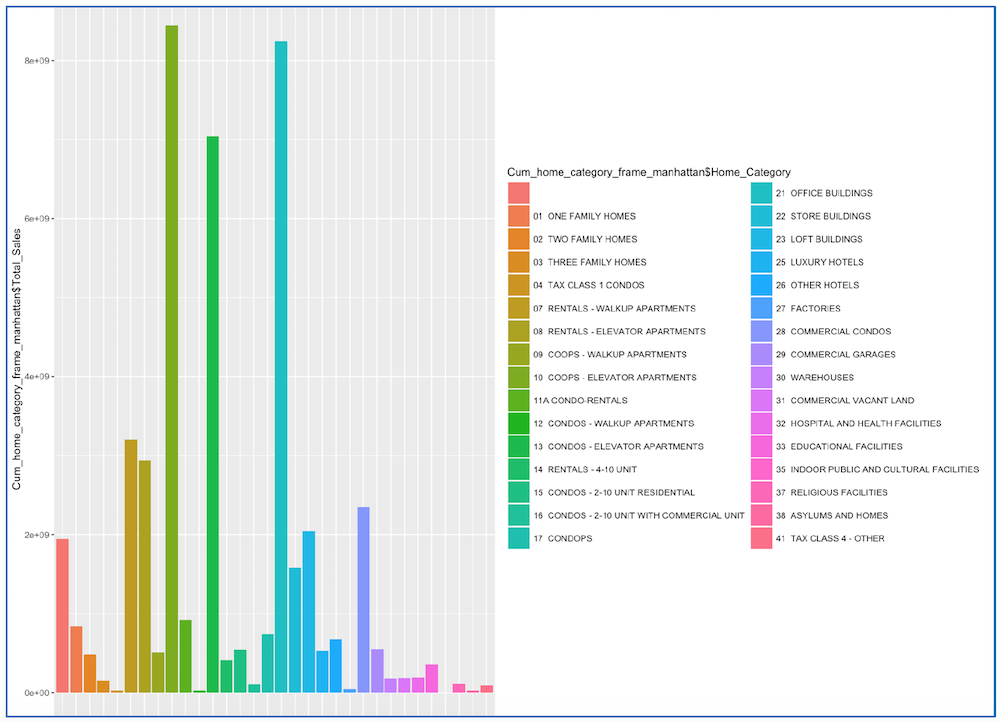 8e+09
6e+09
4e+09
2e+09
0e+00
Cum_home_category_frame_manhattan$Total_Sales
Cum_home_category_frame_manhattan$Home_Category
01 ONE FAMILY HOMES
02 TWO FAMILY HOMES
03 THREE FAMILY HOMES
04 TAX CLASS 1 CONDOS
07 RENTALS - WALKUP APARTMENTS
08 RENTALS - ELEVATOR APARTMENTS
09 COOPS - WALKUP APARTMENTS
10 COOPS - ELEVATOR APARTMENTS
11A CONDO-RENTALS
12 CONDOS - WALKUP APARTMENTS
13 CONDOS - ELEVATOR APARTMENTS
14 RENTALS - 4-10 UNIT
15 CONDOS - 2-10 UNIT RESIDENTIAL
16 CONDOS - 2-10 UNIT WITH COMMERCIAL UNIT
17 CONDOPS
21 OFFICE BUILDINGS
22 STORE BUILDINGS
23 LOFT BUILDINGS
25 LUXURY HOTELS
26 OTHER HOTELS
27 FACTORIES
28 COMMERCIAL CONDOS
29 COMMERCIAL GARAGES
30 WAREHOUSES
31 COMMERCIAL VACANT LAND
32 HOSPITAL AND HEALTH FACILITIES
33 EDUCATIONAL FACILITIES
35 INDOOR PUBLIC AND CULTURAL FACILITIES
37 RELIGIOUS FACILITIES
38 ASYLUMS AND HOMES
41 TAX CLASS 4 - OTHER